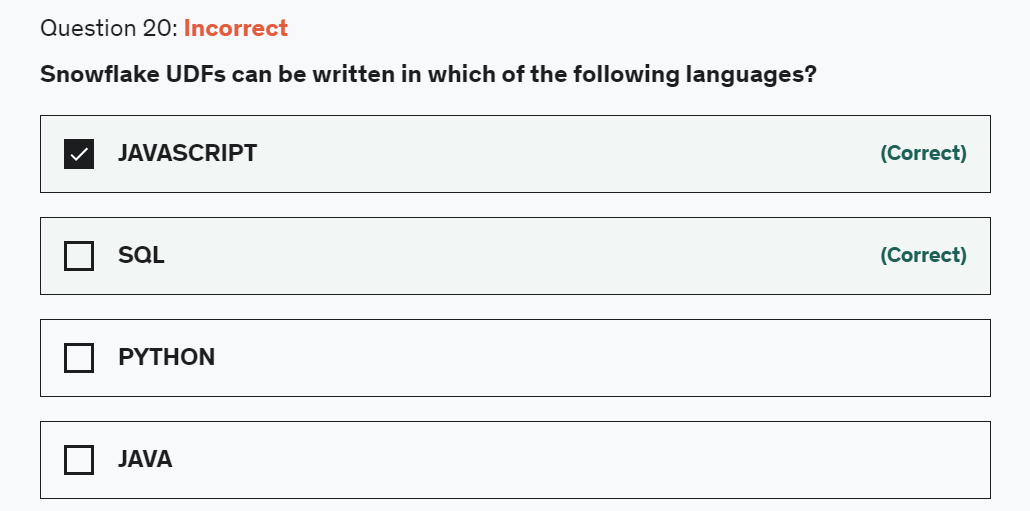 Question 20: Incorrect
Snowflake UDFs can be written in which of the following languages?
JAVASCRIPT (Correct)
SQL (Correct)
PYTHON
JAVA